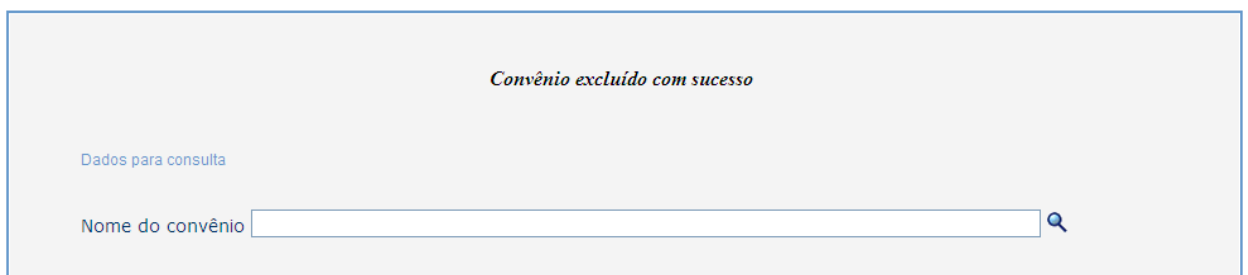 Convênio excluído com sucesso
Dados para consulta
Nome do convênio